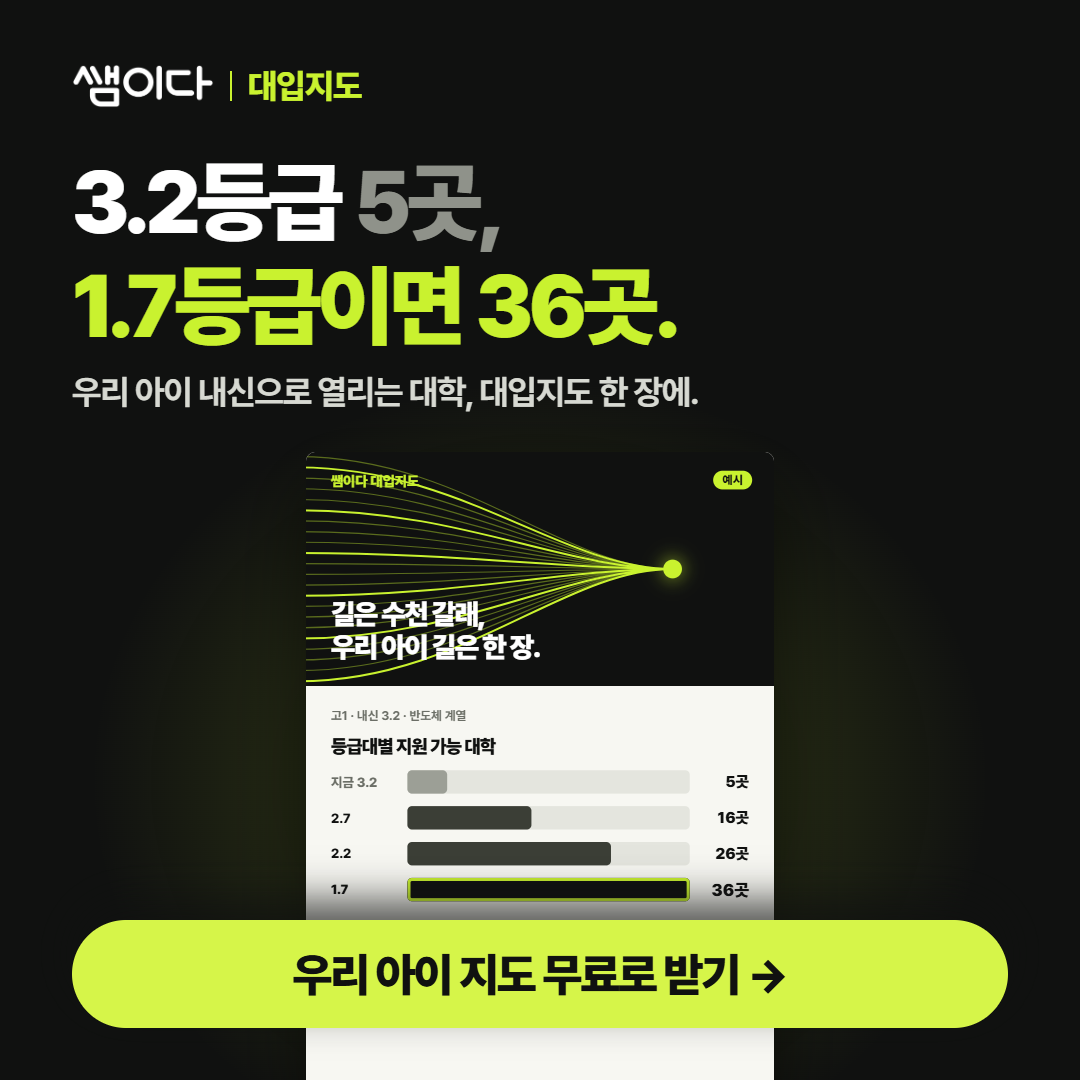 쌤이다 | 대입지도
3.2등급 5곳,
1.7등급이면 36곳.
우리 아이 내신으로 열리는 대학, 대입지도 한 장에.
쌤이다 대입지도
예시
길은 수천 갈래,
우리 아이 길은 한 장.
고1 · 내신 3.2 · 반도체 계열
등급대별 지원 가능 대학
지금 3.2 5곳
2.7 16곳
2.2 26곳
1.7 36곳
우리 아이 지도 무료로 받기 →